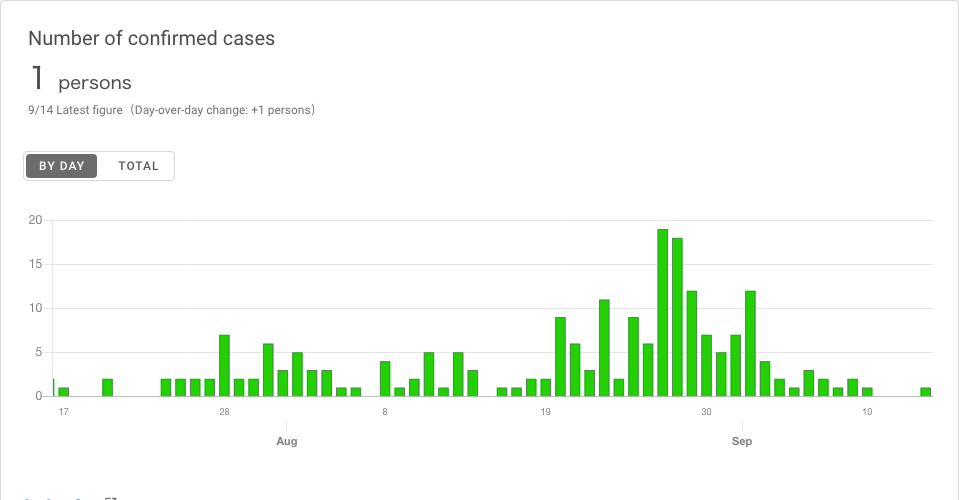 Number of confirmed cases
1 persons
9/14 Latest figure（Day-over-day change: +1 persons）
BY DAY TOTAL
20
15
10
5
0
17 28 8 19 30 10
Aug Sep